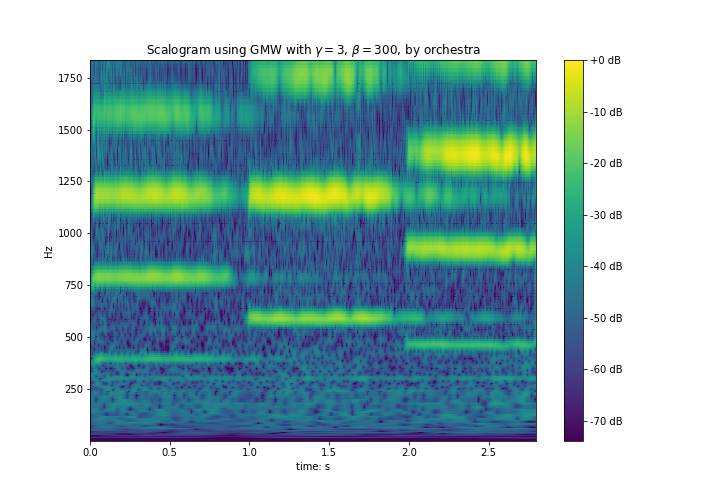 Scalogram using GMW with γ = 3, β = 300, by orchestra
1750
1500
1250
1000
750
500
250
Hz
0.0 0.5 1.0 1.5 2.0 2.5
time: s
+0 dB
-10 dB
-20 dB
-30 dB
-40 dB
-50 dB
-60 dB
-70 dB